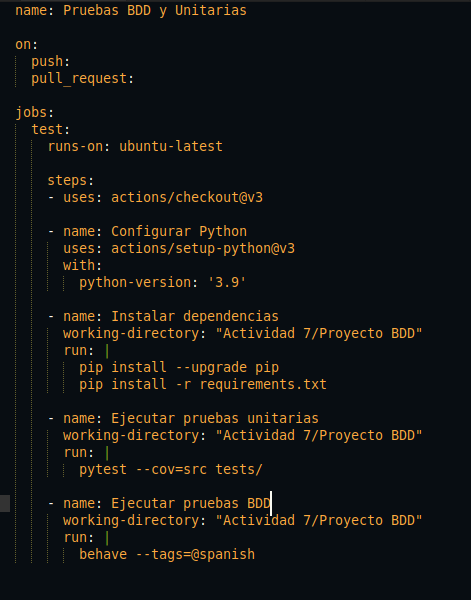 name: Pruebas BDD y Unitarias
on:
push:
pull_request:
jobs:
test:
runs-on: ubuntu-latest
steps:
- uses: actions/checkout@v3
- name: Configurar Python
uses: actions/setup-python@v3
with:
python-version: '3.9'
- name: Instalar dependencias
working-directory: "Actividad 7/Proyecto BDD"
run: |
pip install --upgrade pip
pip install -r requirements.txt
- name: Ejecutar pruebas unitarias
working-directory: "Actividad 7/Proyecto BDD"
run: |
pytest --cov=src tests/
- name: Ejecutar pruebas BDD
working-directory: "Actividad 7/Proyecto BDD"
run: |
behave --tags=@spanish